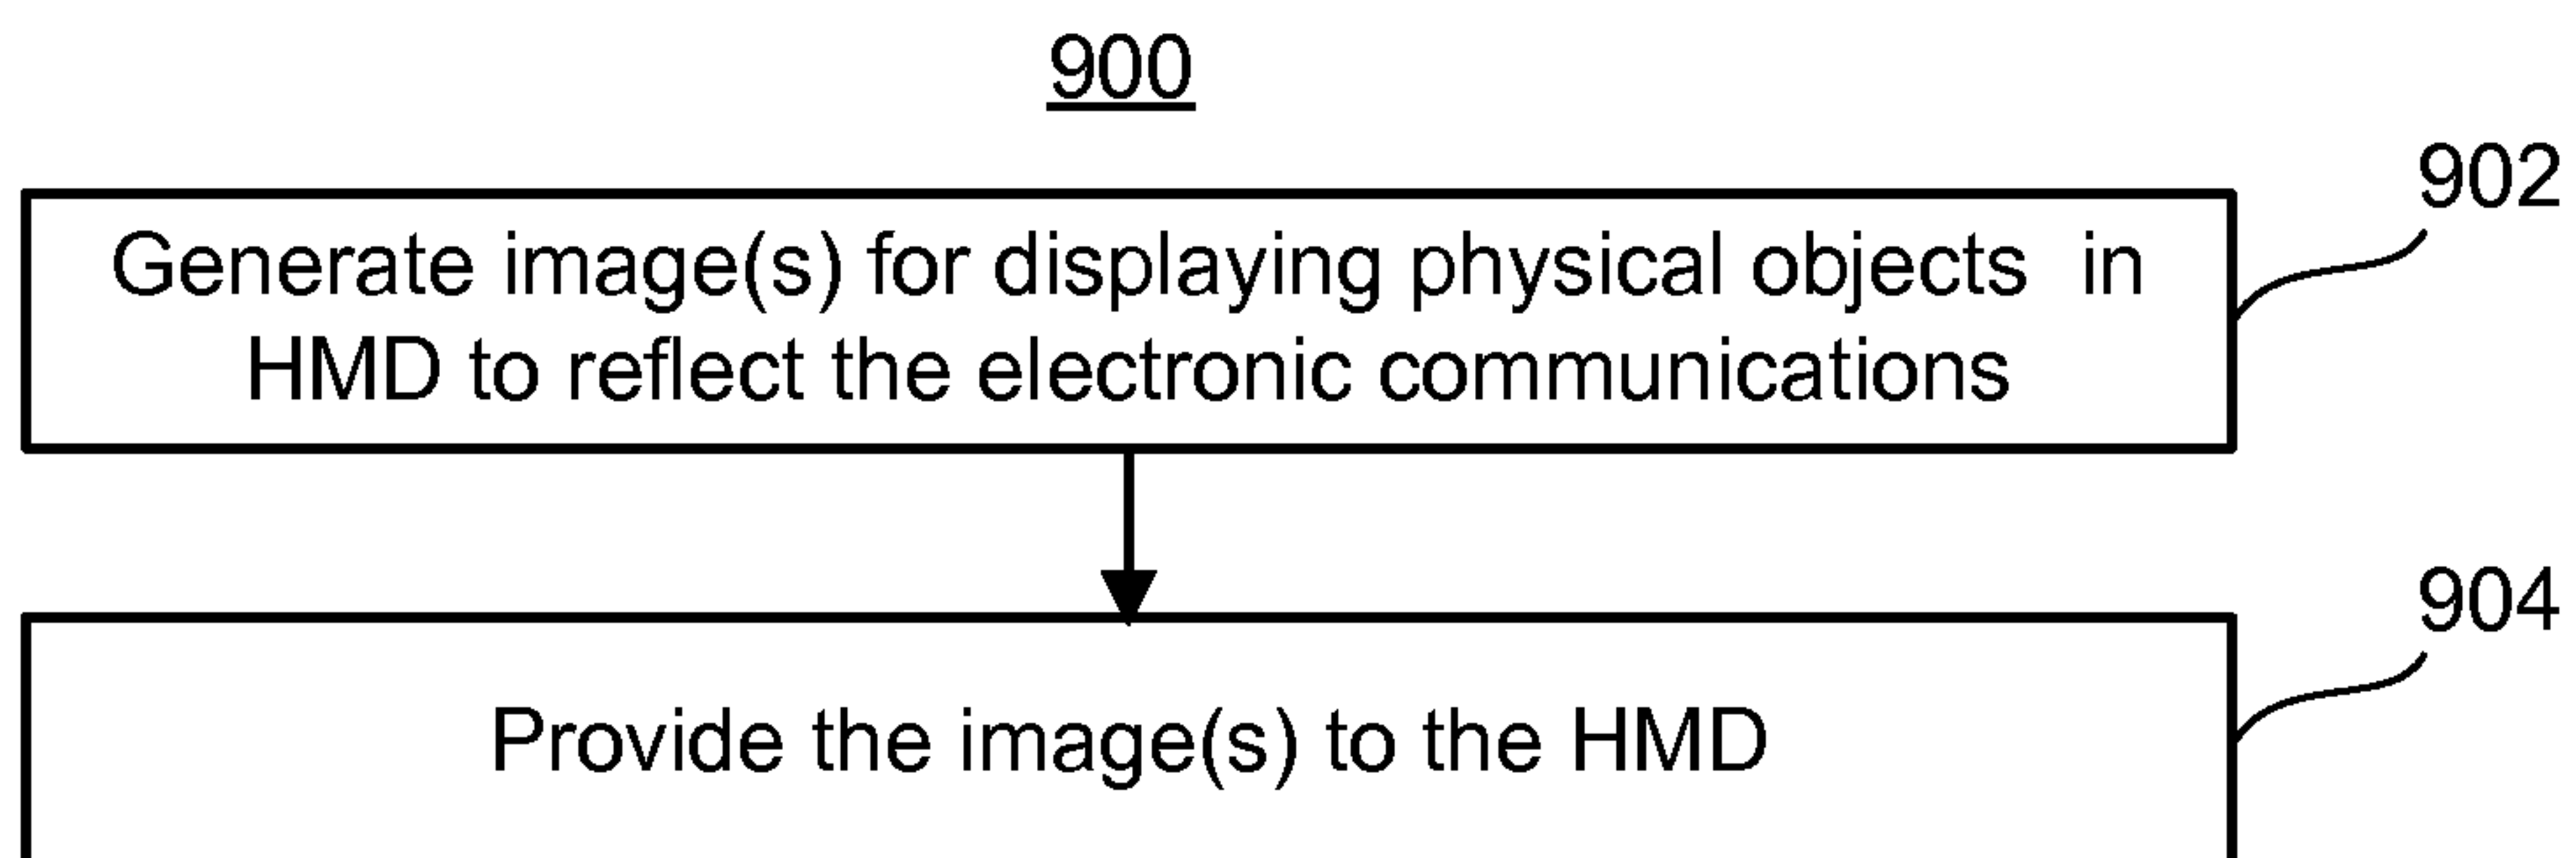 900
902
Generate image(s) for displaying physical objects in
HMD to reflect the electronic communications
904
Provide the image(s) to the HMD